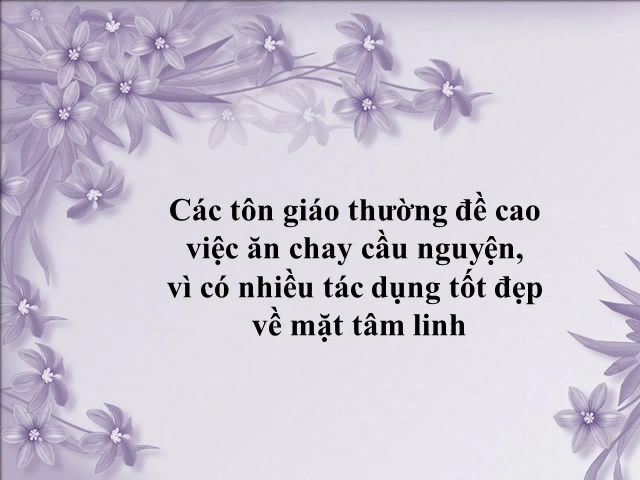 Các tôn giáo thường đề cao
việc ăn chay cầu nguyện,
vì có nhiều tác dụng tốt đẹp
về mặt tâm linh